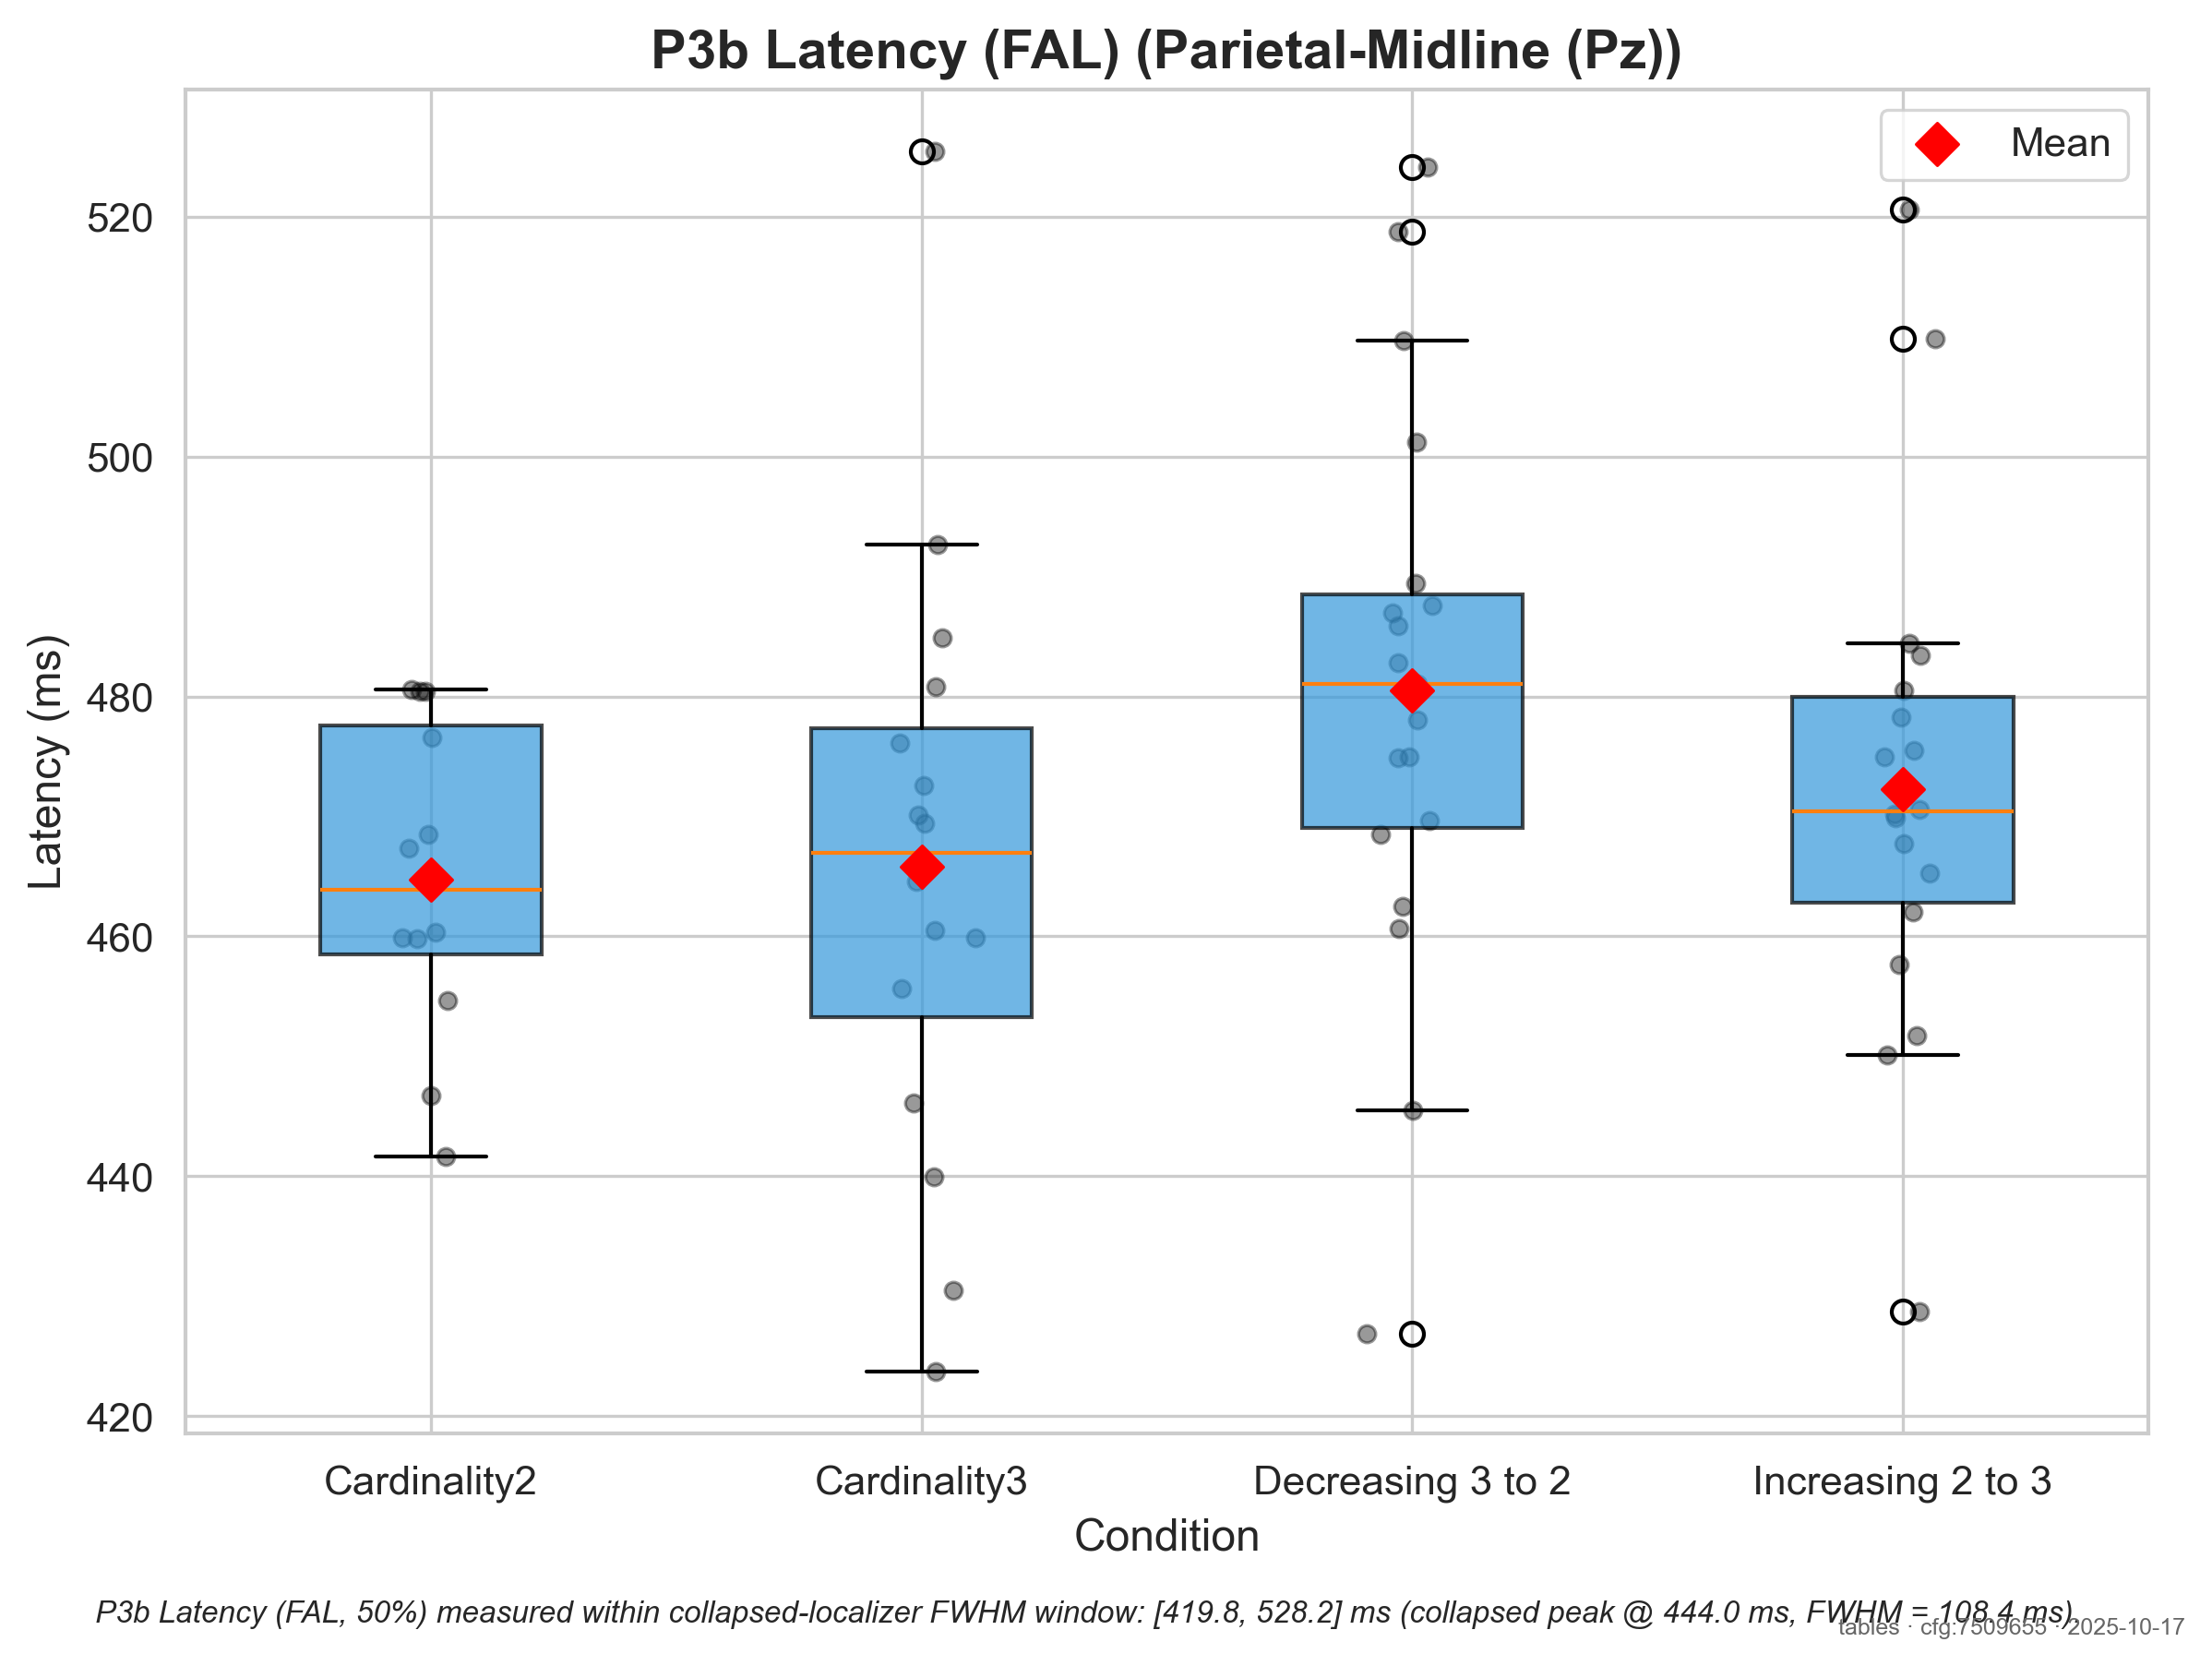 P3b Latency (FAL) (Parietal-Midline (Pz))
Mean
520
500
480
460
440
420
Latency (ms)
Cardinality2 Cardinality3 Decreasing 3 to 2 Increasing 2 to 3
Condition
P3b Latency (FAL, 50%) measured within collapsed-localizer FWHM window: [419.8, 528.2] ms (collapsed peak @ 444.0 ms, FWHM = 108.4 ms).
tables · cfg:7509655 · 2025-10-17